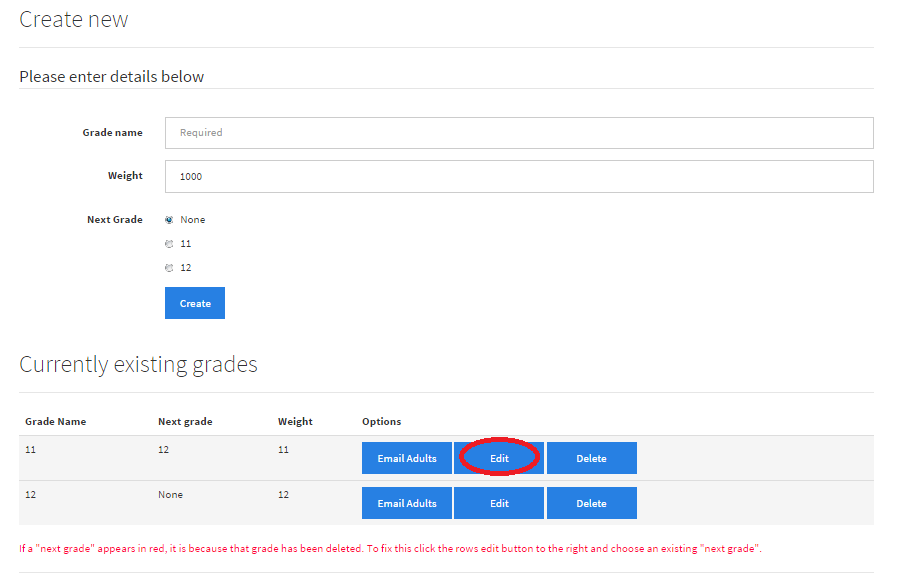 Create new
Please enter details below
Grade name Required
Weight 1000
Next Grade None
11
12
Create
Currently existing grades
Grade Name Next grade Weight Options
11 12 11 Email Adults Edit Delete
12 None 12 Email Adults Edit Delete
If a "next grade" appears in red, it is because that grade has been deleted. To fix this click the rows edit button to the right and choose an existing "next grade".